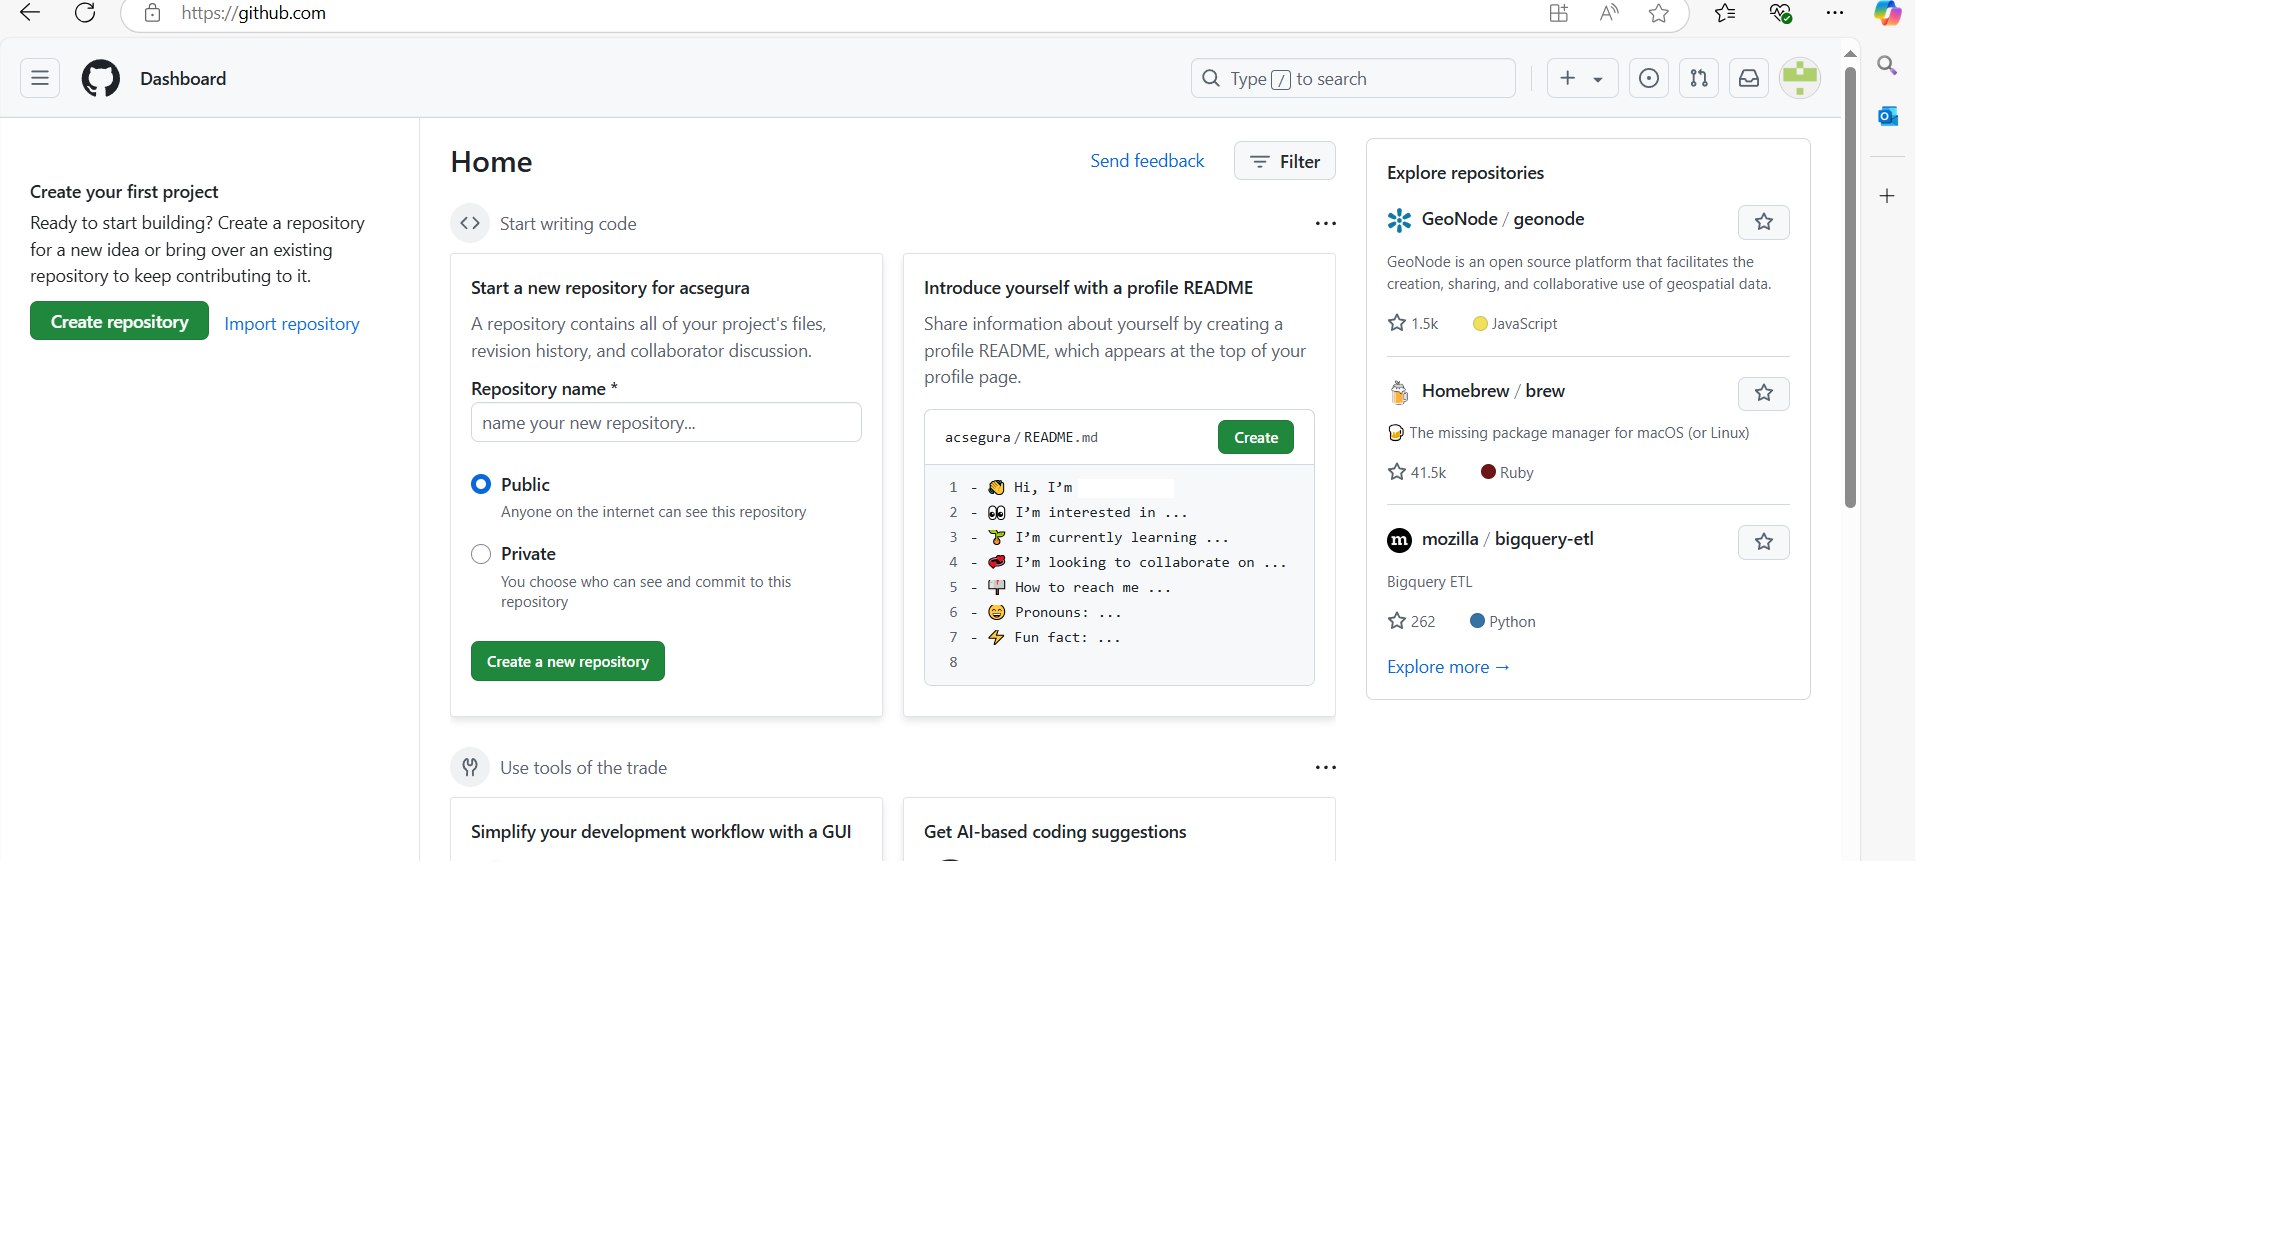 https://github.com
Dashboard
Type / to search
Create your first project
Ready to start building? Create a repository
for a new idea or bring over an existing
repository to keep contributing to it.
Create repository
Import repository
Home
Send feedback
Filter
Start writing code
Start a new repository for acsegura
A repository contains all of your project's files,
revision history, and collaborator discussion.
Repository name *
name your new repository...
Public
Anyone on the internet can see this repository
Private
You choose who can see and commit to this
repository
Create a new repository
Introduce yourself with a profile README
Share information about yourself by creating a
profile README, which appears at the top of your
profile page.
acsegura / README.md
Create
1 - 👋 Hi, I’m
2 - 👀 I’m interested in ...
3 - 🌱 I’m currently learning ...
4 - 💞️ I’m looking to collaborate on ...
5 - 📫 How to reach me ...
6 - 😄 Pronouns: ...
7 - ⚡ Fun fact: ...
8
Use tools of the trade
Simplify your development workflow with a GUI
Get AI-based coding suggestions
Explore repositories
GeoNode / geonode
GeoNode is an open source platform that facilitates the
creation, sharing, and collaborative use of geospatial data.
1.5k JavaScript
Homebrew / brew
🍺 The missing package manager for macOS (or Linux)
41.5k Ruby
m mozilla / bigquery-etl
Bigquery ETL
262 Python
Explore more →